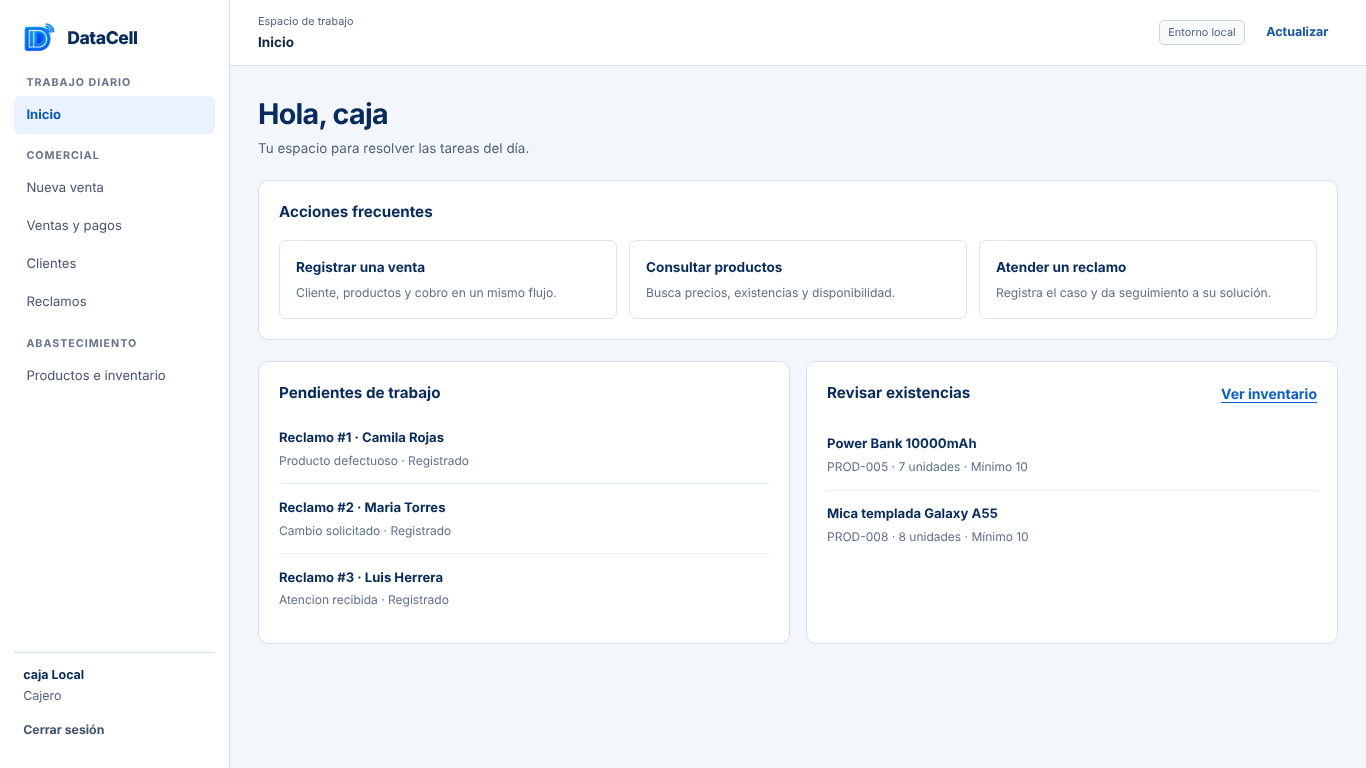 DataCell
TRABAJO DIARIO
Inicio
COMERCIAL
Nueva venta
Ventas y pagos
Clientes
Reclamos
ABASTECIMIENTO
Productos e inventario
caja Local
Cajero
Cerrar sesión
Espacio de trabajo
Inicio
Entorno local
Actualizar
Hola, caja
Tu espacio para resolver las tareas del día.
Acciones frecuentes
Registrar una venta
Cliente, productos y cobro en un mismo flujo.
Consultar productos
Busca precios, existencias y disponibilidad.
Atender un reclamo
Registra el caso y da seguimiento a su solución.
Pendientes de trabajo
Reclamo #1 · Camila Rojas
Producto defectuoso · Registrado
Reclamo #2 · Maria Torres
Cambio solicitado · Registrado
Reclamo #3 · Luis Herrera
Atencion recibida · Registrado
Revisar existencias
Ver inventario
Power Bank 10000mAh
PROD-005 · 7 unidades · Mínimo 10
Mica templada Galaxy A55
PROD-008 · 8 unidades · Mínimo 10